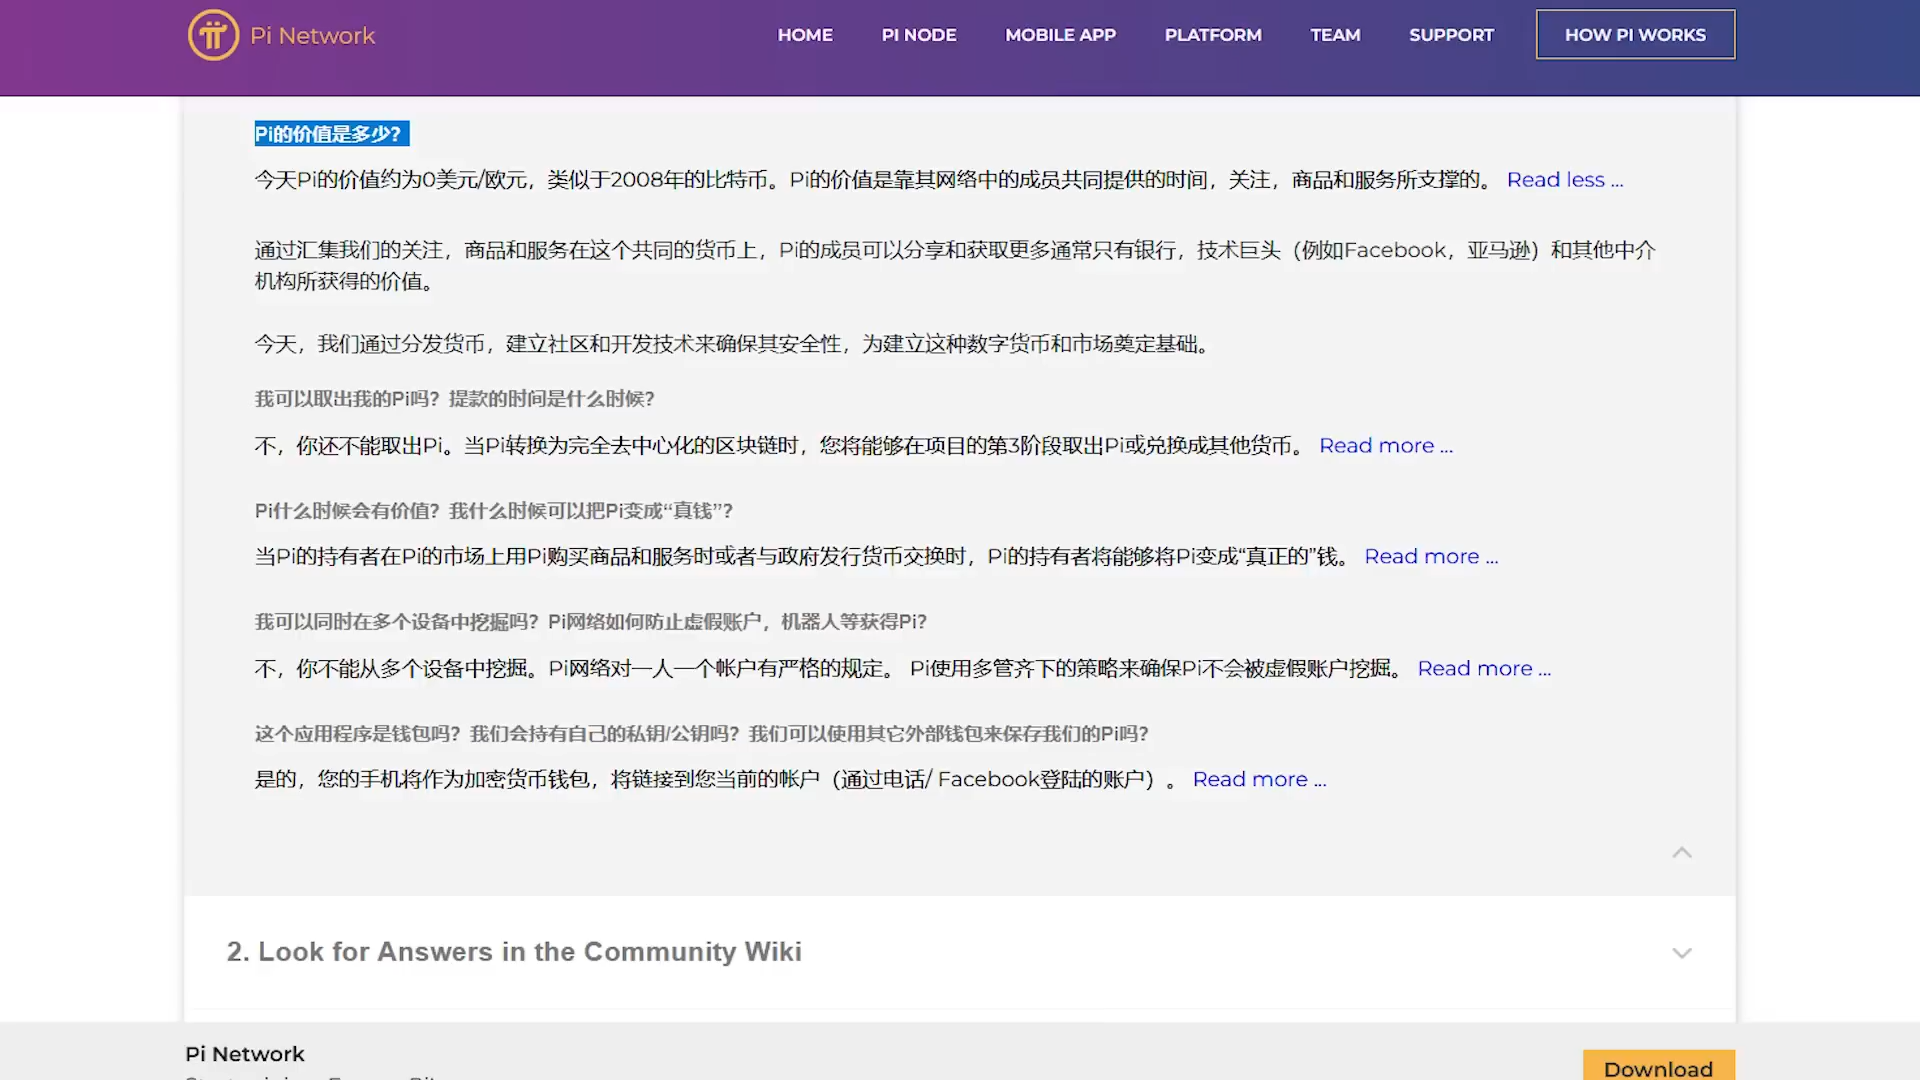 Pi Network
HOME PI NODE MOBILE APP PLATFORM TEAM SUPPORT HOW PI WORKS
Pi的价值是多少?
今天Pi的价值约为0美元/欧元，类似于2008年的比特币。Pi的价值是靠其网络中的成员共同提供的时间，关注，商品和服务所支撑的。 Read less ...
通过汇集我们的关注，商品和服务在这个共同的货币上，Pi的成员可以分享和获取更多通常只有银行，技术巨头（例如Facebook，亚马逊）和其他中介
机构所获得的价值。
今天，我们通过分发货币，建立社区和开发技术来确保其安全性，为建立这种数字货币和市场奠定基础。
我可以取出我的Pi吗？提款的时间是什么时候?
不，你还不能取出Pi。当Pi转换为完全去中心化的区块链时，您将能够在项目的第3阶段取出Pi或兑换成其他货币。 Read more ...
Pi什么时候会有价值？我什么时候可以把Pi变成“真钱”?
当Pi的持有者在Pi的市场上用Pi购买商品和服务时或者与政府发行货币交换时，Pi的持有者将能够将Pi变成“真正的”钱。 Read more ...
我可以同时在多个设备中挖掘吗？Pi网络如何防止虚假账户，机器人等获得Pi?
不，你不能从多个设备中挖掘。Pi网络对一人一个帐户有严格的规定。 Pi使用多管齐下的策略来确保Pi不会被虚假账户挖掘。 Read more ...
这个应用程序是钱包吗？我们会持有自己的私钥/公钥吗？我们可以使用其它外部钱包来保存我们的Pi吗?
是的，您的手机将作为加密货币钱包，将链接到您当前的帐户（通过电话/ Facebook登陆的账户）。 Read more ...
2. Look for Answers in the Community Wiki
Pi Network
Download